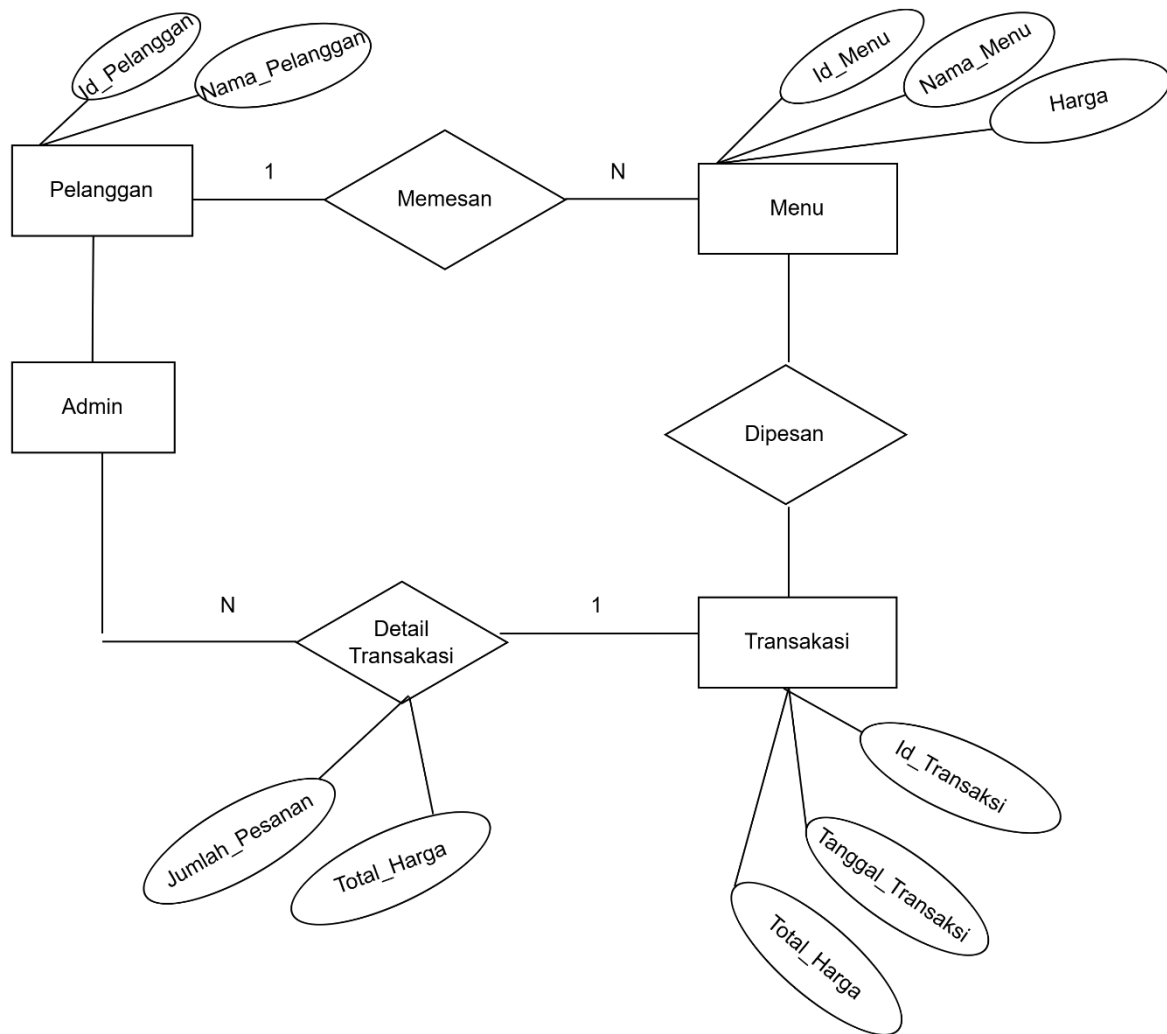 Id_Pelanggan
Nama_Pelanggan
Id_Menu
Nama_Menu
Harga
Pelanggan
1
Memesan
N
Menu
Admin
Dipesan
N
Detail
Transakasi
1
Transakasi
Id_Transaksi
Jumlah_Pesanan
Total_Harga
Tanggal_Transaksi
Total_Harga